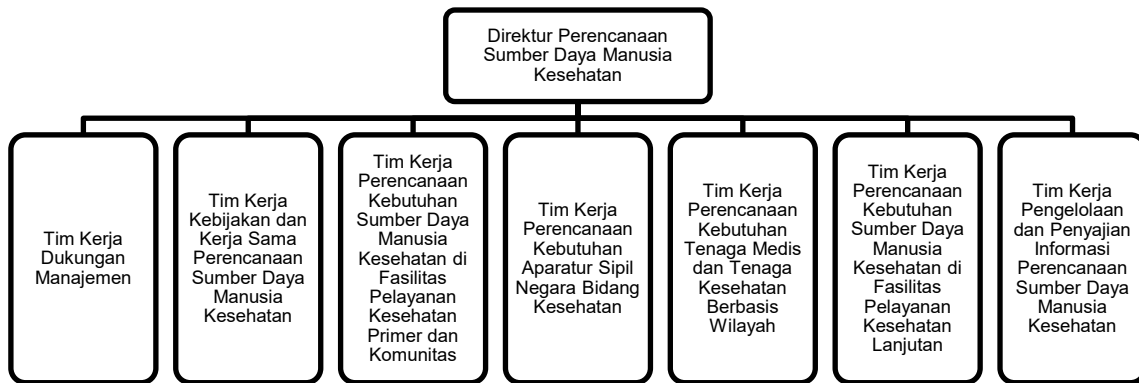 Direktur Perencanaan
Sumber Daya Manusia
Kesehatan
Tim Kerja
Dukungan
Manajemen
Tim Kerja
Kebijakan dan
Kerja Sama
Perencanaan
Sumber Daya
Manusia
Kesehatan
Tim Kerja
Perencanaan
Kebutuhan
Sumber Daya
Manusia
Kesehatan di
Fasilitas
Pelayanan
Kesehatan
Primer dan
Komunitas
Tim Kerja
Perencanaan
Kebutuhan
Aparatur Sipil
Negara Bidang
Kesehatan
Tim Kerja
Perencanaan
Kebutuhan
Tenaga Medis
dan Tenaga
Kesehatan
Berbasis
Wilayah
Tim Kerja
Perencanaan
Kebutuhan
Sumber Daya
Manusia
Kesehatan di
Fasilitas
Pelayanan
Kesehatan
Lanjutan
Tim Kerja
Pengelolaan
dan Penyajian
Informasi
Perencanaan
Sumber Daya
Manusia
Kesehatan